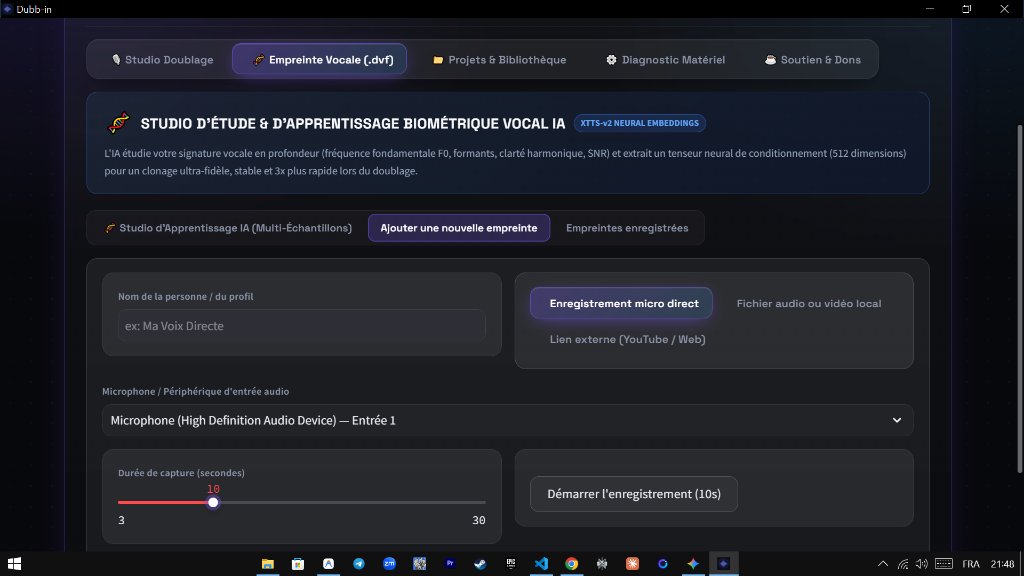 Dubb-in
Studio Doublage
Empreinte Vocale (.dvf)
Projets & Bibliothèque
Diagnostic Matériel
Soutien & Dons
STUDIO D'ÉTUDE & D'APPRENTISSAGE BIOMÉTRIQUE VOCAL IA
XTTS-v2 NEURAL EMBEDDINGS
L'IA étudie votre signature vocale en profondeur (fréquence fondamentale F0, formants, clarté harmonique, SNR) et extrait un tenseur neural de conditionnement (512 dimensions)
pour un clonage ultra-fidèle, stable et 3x plus rapide lors du doublage.
Studio d'Apprentissage IA (Multi-Échantillons)
Ajouter une nouvelle empreinte
Empreintes enregistrées
Nom de la personne / du profil
ex: Ma Voix Directe
Enregistrement micro direct
Fichier audio ou vidéo local
Lien externe (YouTube / Web)
Microphone / Périphérique d'entrée audio
Microphone (High Definition Audio Device) — Entrée 1
Durée de capture (secondes)
10
3
30
Démarrer l'enregistrement (10s)
zm
Pr
EPIC
FRA
21:48